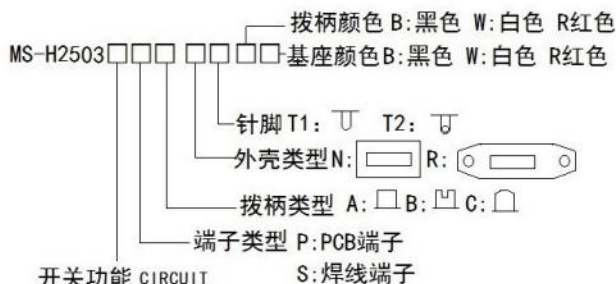 拨柄颜色 B:黑色 W:白色 R红色
MS-H2503□□□ □□ □□基座颜色B:黑色 W:白色 R红色
针脚 T1: T2:
外壳类型 N: R:
拨柄类型 A: B: C:
端子类型 P:PCB端子
S:焊线端子
开关功能 CIRCUIT